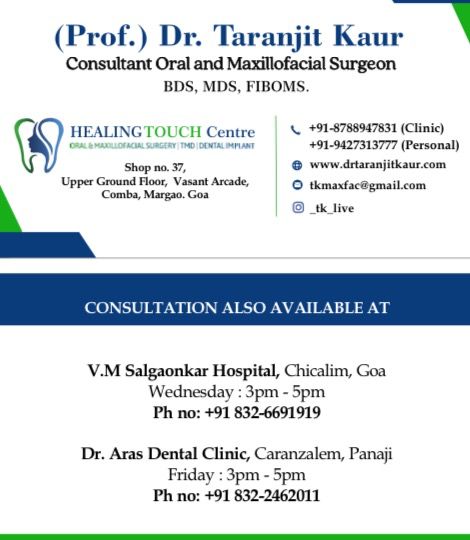 (Prof.) Dr. Taranjit Kaur
Consultant Oral and Maxillofacial Surgeon
BDS, MDS, FIBOMS.
HEALING TOUCH Centre
ORAL & MAXILLOFACIAL SURGERY | TMD | DENTAL IMPLANT
Shop no. 37,
Upper Ground Floor, Vasant Arcade,
Comba, Margao. Goa
+91-8788947831 (Clinic)
+91-9427313777 (Personal)
www.drtaranjitkaur.com
tkmaxfac@gmail.com
_tk_live
CONSULTATION ALSO AVAILABLE AT
V.M Salgaonkar Hospital, Chicalim, Goa
Wednesday : 3pm - 5pm
Ph no: +91 832-6691919
Dr. Aras Dental Clinic, Caranzalem, Panaji
Friday : 3pm - 5pm
Ph no: +91 832-2462011